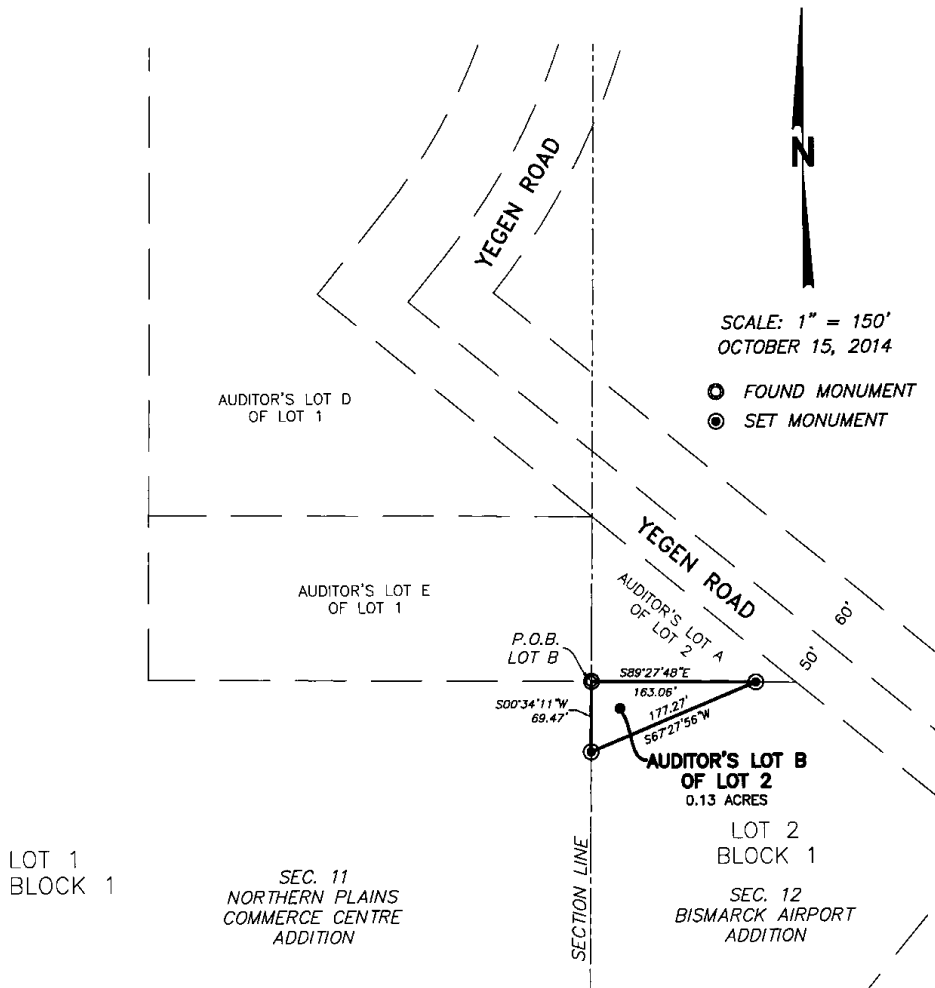 YEGEN ROAD
N
SCALE: 1" = 150'
OCTOBER 15, 2014
FOUND MONUMENT
SET MONUMENT
AUDITOR'S LOT D
OF LOT 1
YEGEN ROAD
AUDITOR'S LOT E
OF LOT 1
AUDITOR'S LOT A
OF LOT 2
60'
50'
P.O.B.
LOT B
S89°27'48"E
163.06'
S00°34'11"W
69.47'
177.27'
S67°27'56"W
AUDITOR'S LOT B
OF LOT 2
0.13 ACRES
LOT 2
BLOCK 1
LOT 1
BLOCK 1
SEC. 11
NORTHERN PLAINS
COMMERCE CENTRE
ADDITION
SECTION LINE
SEC. 12
BISMARCK AIRPORT
ADDITION